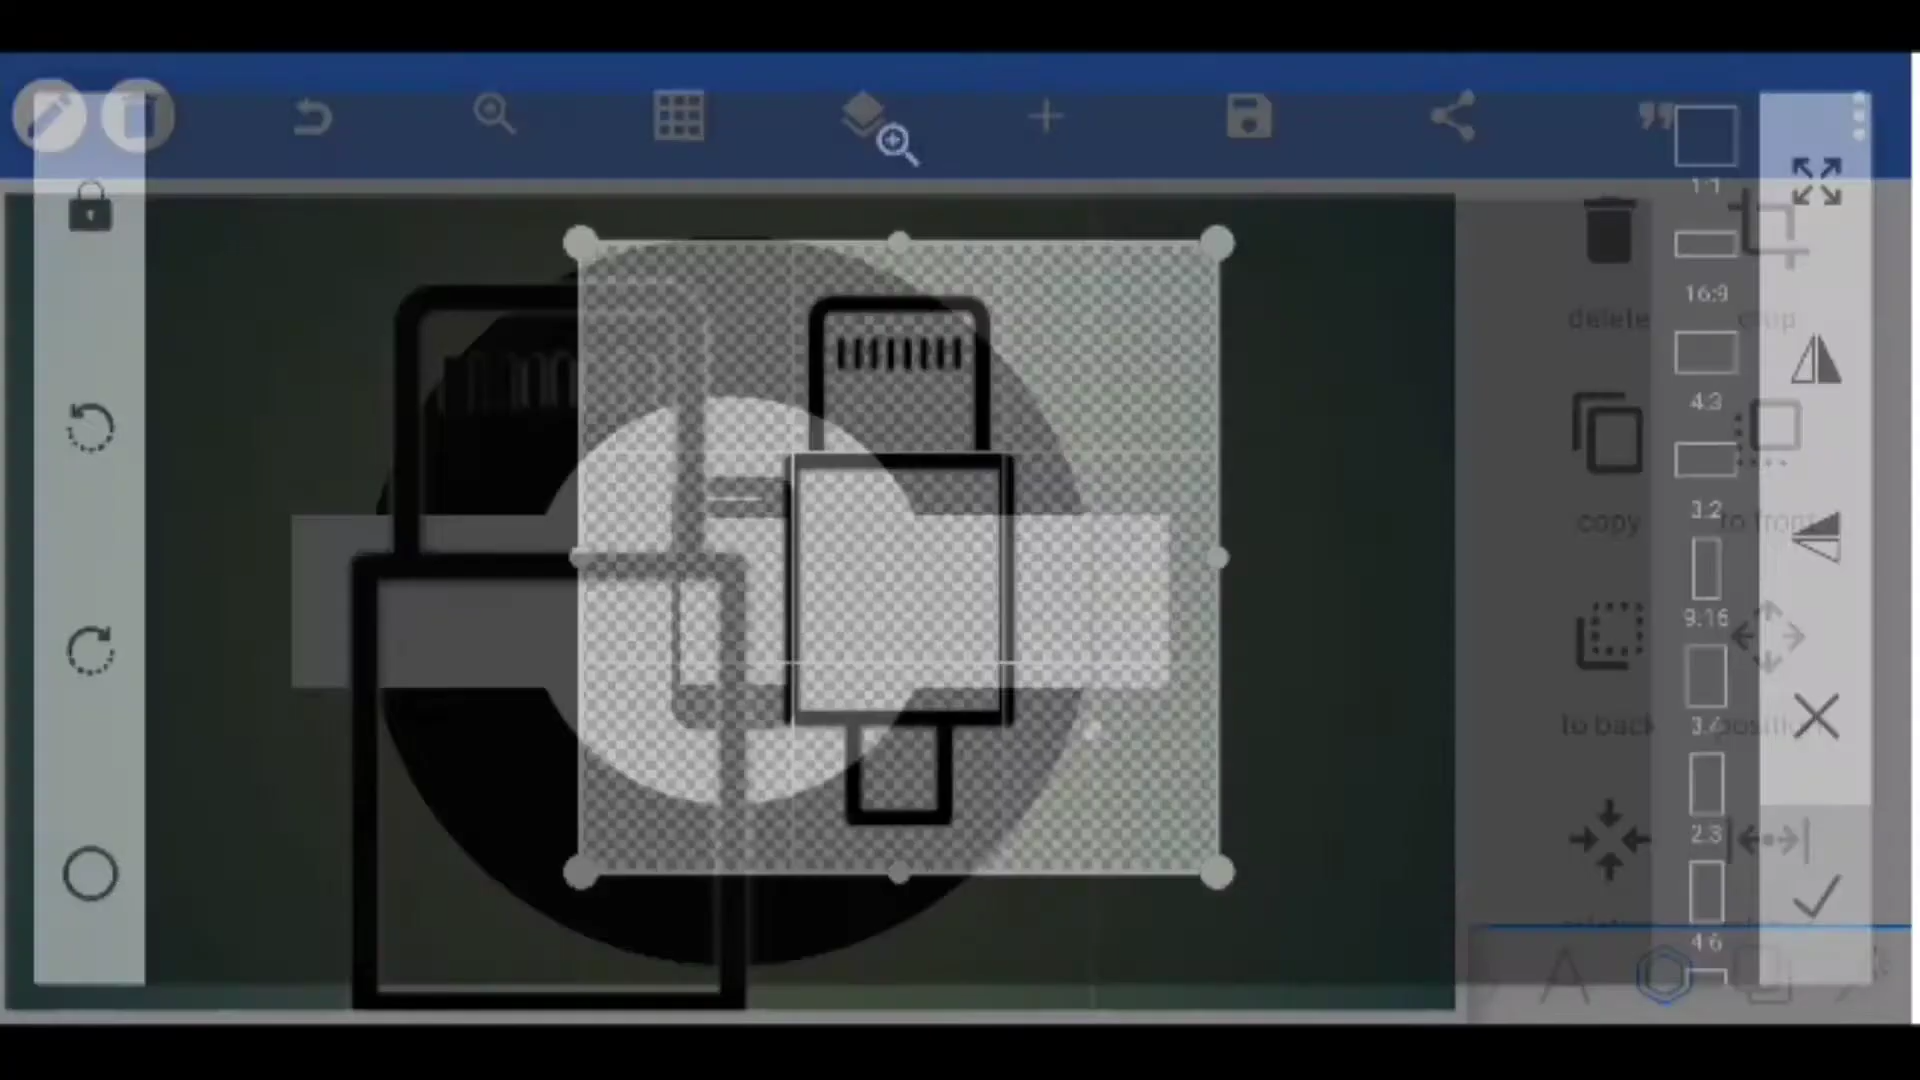 1:1
16:9
delete
crop
4:3
3:2
copy
to front
9:16
3:4
to back
position
2:3
4:6
A